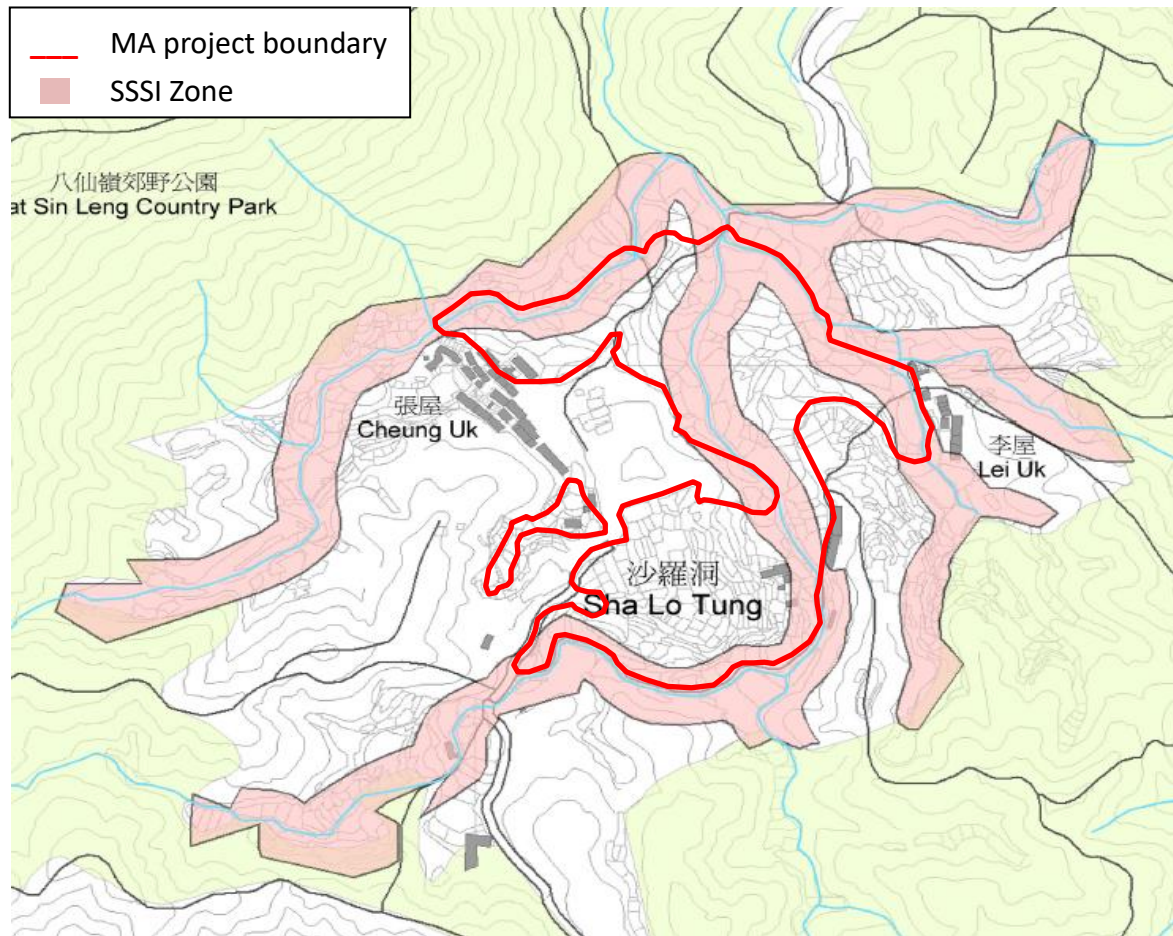 MA project boundary
SSSI Zone
八仙嶺郊野公園
at Sin Leng Country Park
張屋
Cheung Uk
李屋
Lei Uk
沙羅洞
Sha Lo Tung